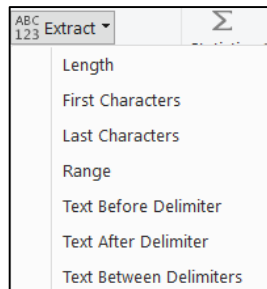 ABC
123 Extract
Length
First Characters
Last Characters
Range
Text Before Delimiter
Text After Delimiter
Text Between Delimiters